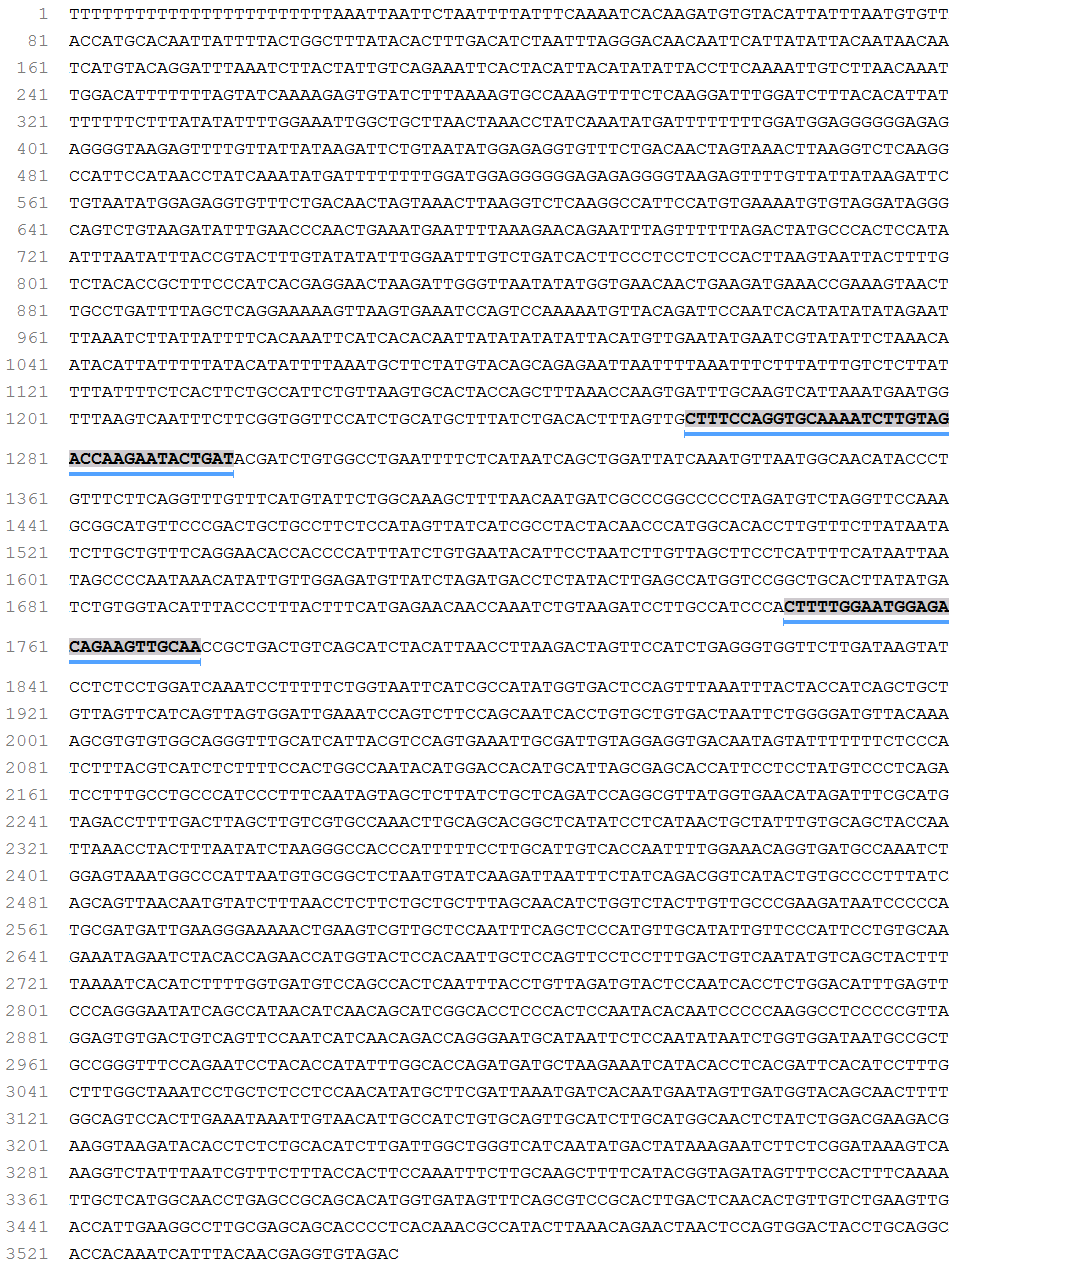 1 TTTTTTTTTTTTTTTTTTTTTTTTAAATTAATTCTAATTTTATTTCAAAATCACAAGATGTGTACATTATTTAATGTGTT
81 ACCATGCACAATTATTTTACTGGCTTTATACACTTTGACATCTAATTTAGGGACAACAATTCATTATATTACAATAACAA
161 TCATGTACAGGATTTAAATCTTACTATTGTCAGAAATTCACTACATTACATATATTACCTTCAAAATTGTCTTAACAAAT
241 TGGACATTTTTTTAGTATCAAAAGAGTGTATCTTTAAAAGTGCCAAAGTTTTCTCAAGGATTTGGATCTTTACACATTAT
321 TTTTTTCTTTATATATTTTGGAAATTGGCTGCTTAACTAAACCTATCAAATATGATTTTTTTTGGATGGAGGGGGGAGAG
401 AGGGGTAAGAGTTTTGTTATTATAAGATTCTGTAATATGGAGAGGTGTTTCTGACAACTAGTAAACTTAAGGTCTCAAGG
481 CCATTCCATAACCTATCAAATATGATTTTTTTTGGATGGAGGGGGGAGAGAGGGGTAAGAGTTTTGTTATTATAAGATTC
561 TGTAATATGGAGAGGTGTTTCTGACAACTAGTAAACTTAAGGTCTCAAGGCCATTCCATGTGAAAATGTGTAGGATAGGG
641 CAGTCTGTAAGATATTTGAACCCAACTGAAATGAATTTTAAAGAACAGAATTTAGTTTTTTAGACTATGCCCACTCCATA
721 ATTTAATATTTACCGTACTTTGTATATATTTGGAATTTGTCTGATCACTTCCCTCCTCTCCACTTAAGTAATTACTTTTG
801 TCTACACCGCTTTCCCATCACGAGGAACTAAGATTGGGTTAATATATGGTGAACAACTGAAGATGAAACCGAAAGTAACT
881 TGCCTGATTTTAGCTCAGGAAAAAGTTAAGTGAAATCCAGTCCAAAAATGTTACAGATTCCAATCACATATATATAGAAT
961 TTAAATCTTATTATTTTCACAAATTCATCACACAATTATATATATATTACATGTTGAATATGAATCGTATATTCTAAACA
1041 ATACATTATTTTTATACATATTTTAAATGCTTCTATGTACAGCAGAGAATTAATTTTAAATTTCTTTATTTGTCTCTTAT
1121 TTTATTTTCTCACTTCTGCCATTCTGTTAAGTGCACTACCAGCTTTAAACCAAGTGATTTGCAAGTCATTAAATGAATGG
1201 TTTAAGTCAATTTCTTCGGTGGTTCCATCTGCATGCTTTATCTGACACTTTAGTTGCTTTCCAGGTGCAAAATCTTGTAG
1281 ACCAAGAATACTGATACGATCTGTGGCCTGAATTTTCTCATAATCAGCTGGATTATCAAATGTTAATGGCAACATACCCT
1361 GTTTCTTCAGGTTTGTTTCATGTATTCTGGCAAAGCTTTTAACAATGATCGCCCGGCCCCCTAGATGTCTAGGTTCCAAA
1441 GCGGCATGTTCCCGACTGCTGCCTTCTCCATAGTTATCATCGCCTACTACAACCCATGGCACACCTTGTTTCTTATAATA
1521 TCTTGCTGTTTCAGGAACACCACCCCATTTATCTGTGAATACATTCCTAATCTTGTTAGCTTCCTCATTTTCATAATTAA
1601 TAGCCCCAATAAACATATTGTTGGAGATGTTATCTAGATGACCTCTATACTTGAGCCATGGTCCGGCTGCACTTATATGA
1681 TCTGTGGTACATTTACCCTTTACTTTCATGAGAACAACCAAATCTGTAAGATCCTTGCCATCCCACTTTTGGAATGGAGA
1761 CAGAAGTTGCAACCGCTGACTGTCAGCATCTACATTAACCTTAAGACTAGTTCCATCTGAGGGTGGTTCTTGATAAGTAT
1841 CCTCTCCTGGATCAAATCCTTTTTCTGGTAATTCATCGCCATATGGTGACTCCAGTTTAAATTTACTACCATCAGCTGCT
1921 GTTAGTTCATCAGTTAGTGGATTGAAATCCAGTCTTCCAGCAATCACCTGTGCTGTGACTAATTCTGGGGATGTTACAAA
2001 AGCGTGTGTGGCAGGGTTTGCATCATTACGTCCAGTGAAATTGCGATTGTAGGAGGTGACAATAGTATTTTTTTCTCCCA
2081 TCTTTACGTCATCTCTTTTCCACTGGCCAATACATGGACCACATGCATTAGCGAGCACCATTCCTCCTATGTCCCTCAGA
2161 TCCTTTGCCTGCCCATCCCTTTCAATAGTAGCTCTTATCTGCTCAGATCCAGGCGTTATGGTGAACATAGATTTCGCATG
2241 TAGACCTTTTGACTTAGCTTGTCGTGCCAAACTTGCAGCACGGCTCATATCCTCATAACTGCTATTTGTGCAGCTACCAA
2321 TTAAACCTACTTTAATATCTAAGGGCCACCCATTTTTCCTTGCATTGTCACCAATTTTGGAAACAGGTGATGCCAAATCT
2401 GGAGTAAATGGCCCATTAATGTGCGGCTCTAATGTATCAAGATTAATTTCTATCAGACGGTCATACTGTGCCCCTTTATC
2481 AGCAGTTAACAATGTATCTTTAACCTCTTCTGCTGCTTTAGCAACATCTGGTCTACTTGTTGCCCGAAGATAATCCCCCA
2561 TGCGATGATTGAAGGGAAAAACTGAAGTCGTTGCTCCAATTTCAGCTCCCATGTTGCATATTGTTCCCATTCCTGTGCAA
2641 GAAATAGAATCTACACCAGAACCATGGTACTCCACAATTGCTCCAGTTCCTCCTTTGACTGTCAATATGTCAGCTACTTT
2721 TAAAATCACATCTTTTGGTGATGTCCAGCCACTCAATTTACCTGTTAGATGTACTCCAATCACCTCTGGACATTTGAGTT
2801 CCCAGGGAATATCAGCCATAACATCAACAGCATCGGCACCTCCCACTCCAATACACAATCCCCCAAGGCCTCCCCCGTTA
2881 GGAGTGTGACTGTCAGTTCCAATCATCAACAGACCAGGGAATGCATAATTCTCCAATATAATCTGGTGGATAATGCCGCT
2961 GCCGGGTTTCCAGAATCCTACACCATATTTGGCACCAGATGATGCTAAGAAATCATACACCTCACGATTCACATCCTTTG
3041 CTTTGGCTAAATCCTGCTCTCCTCCAACATATGCTTCGATTAAATGATCACAATGAATAGTTGATGGTACAGCAACTTTT
3121 GGCAGTCCACTTGAAATAAATTGTAACATTGCCATCTGTGCAGTTGCATCTTGCATGGCAACTCTATCTGGACGAAGACG
3201 AAGGTAAGATACACCTCTCTGCACATCTTGATTGGCTGGGTCATCAATATGACTATAAAGAATCTTCTCGGATAAAGTCA
3281 AAGGTCTATTTAATCGTTTCTTTACCACTTCCAAATTTCTTGCAAGCTTTTCATACGGTAGATAGTTTCCACTTTCAAAA
3361 TTGCTCATGGCAACCTGAGCCGCAGCACATGGTGATAGTTTCAGCGTCCGCACTTGACTCAACACTGTTGTCTGAAGTTG
3441 ACCATTGAAGGCCTTGCGAGCAGCACCCCTCACAAACGCCATACTTAAACAGAACTAACTCCAGTGGACTACCTGCAGGC
3521 ACCACAAATCATTTACAACGAGGTGTAGAC